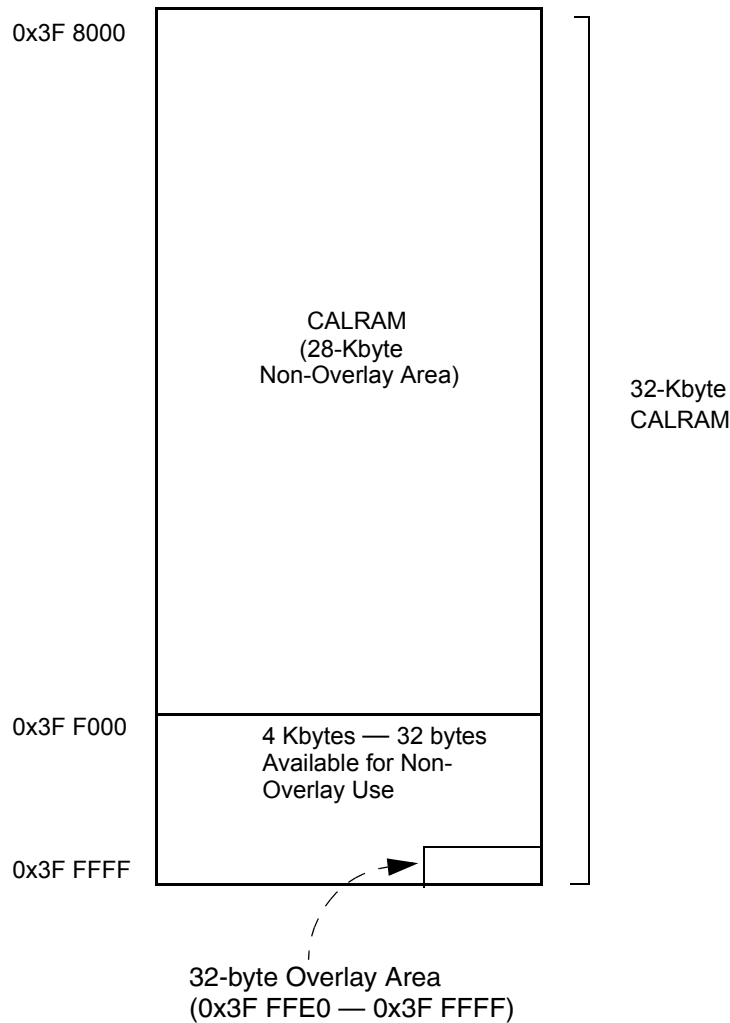 0x3F 8000
CALRAM
(28-Kbyte
Non-Overlay Area)
32-Kbyte
CALRAM
0x3F F000
4 Kbytes — 32 bytes
Available for Non-
Overlay Use
0x3F FFFF
32-byte Overlay Area
(0x3F FFE0 — 0x3F FFFF)